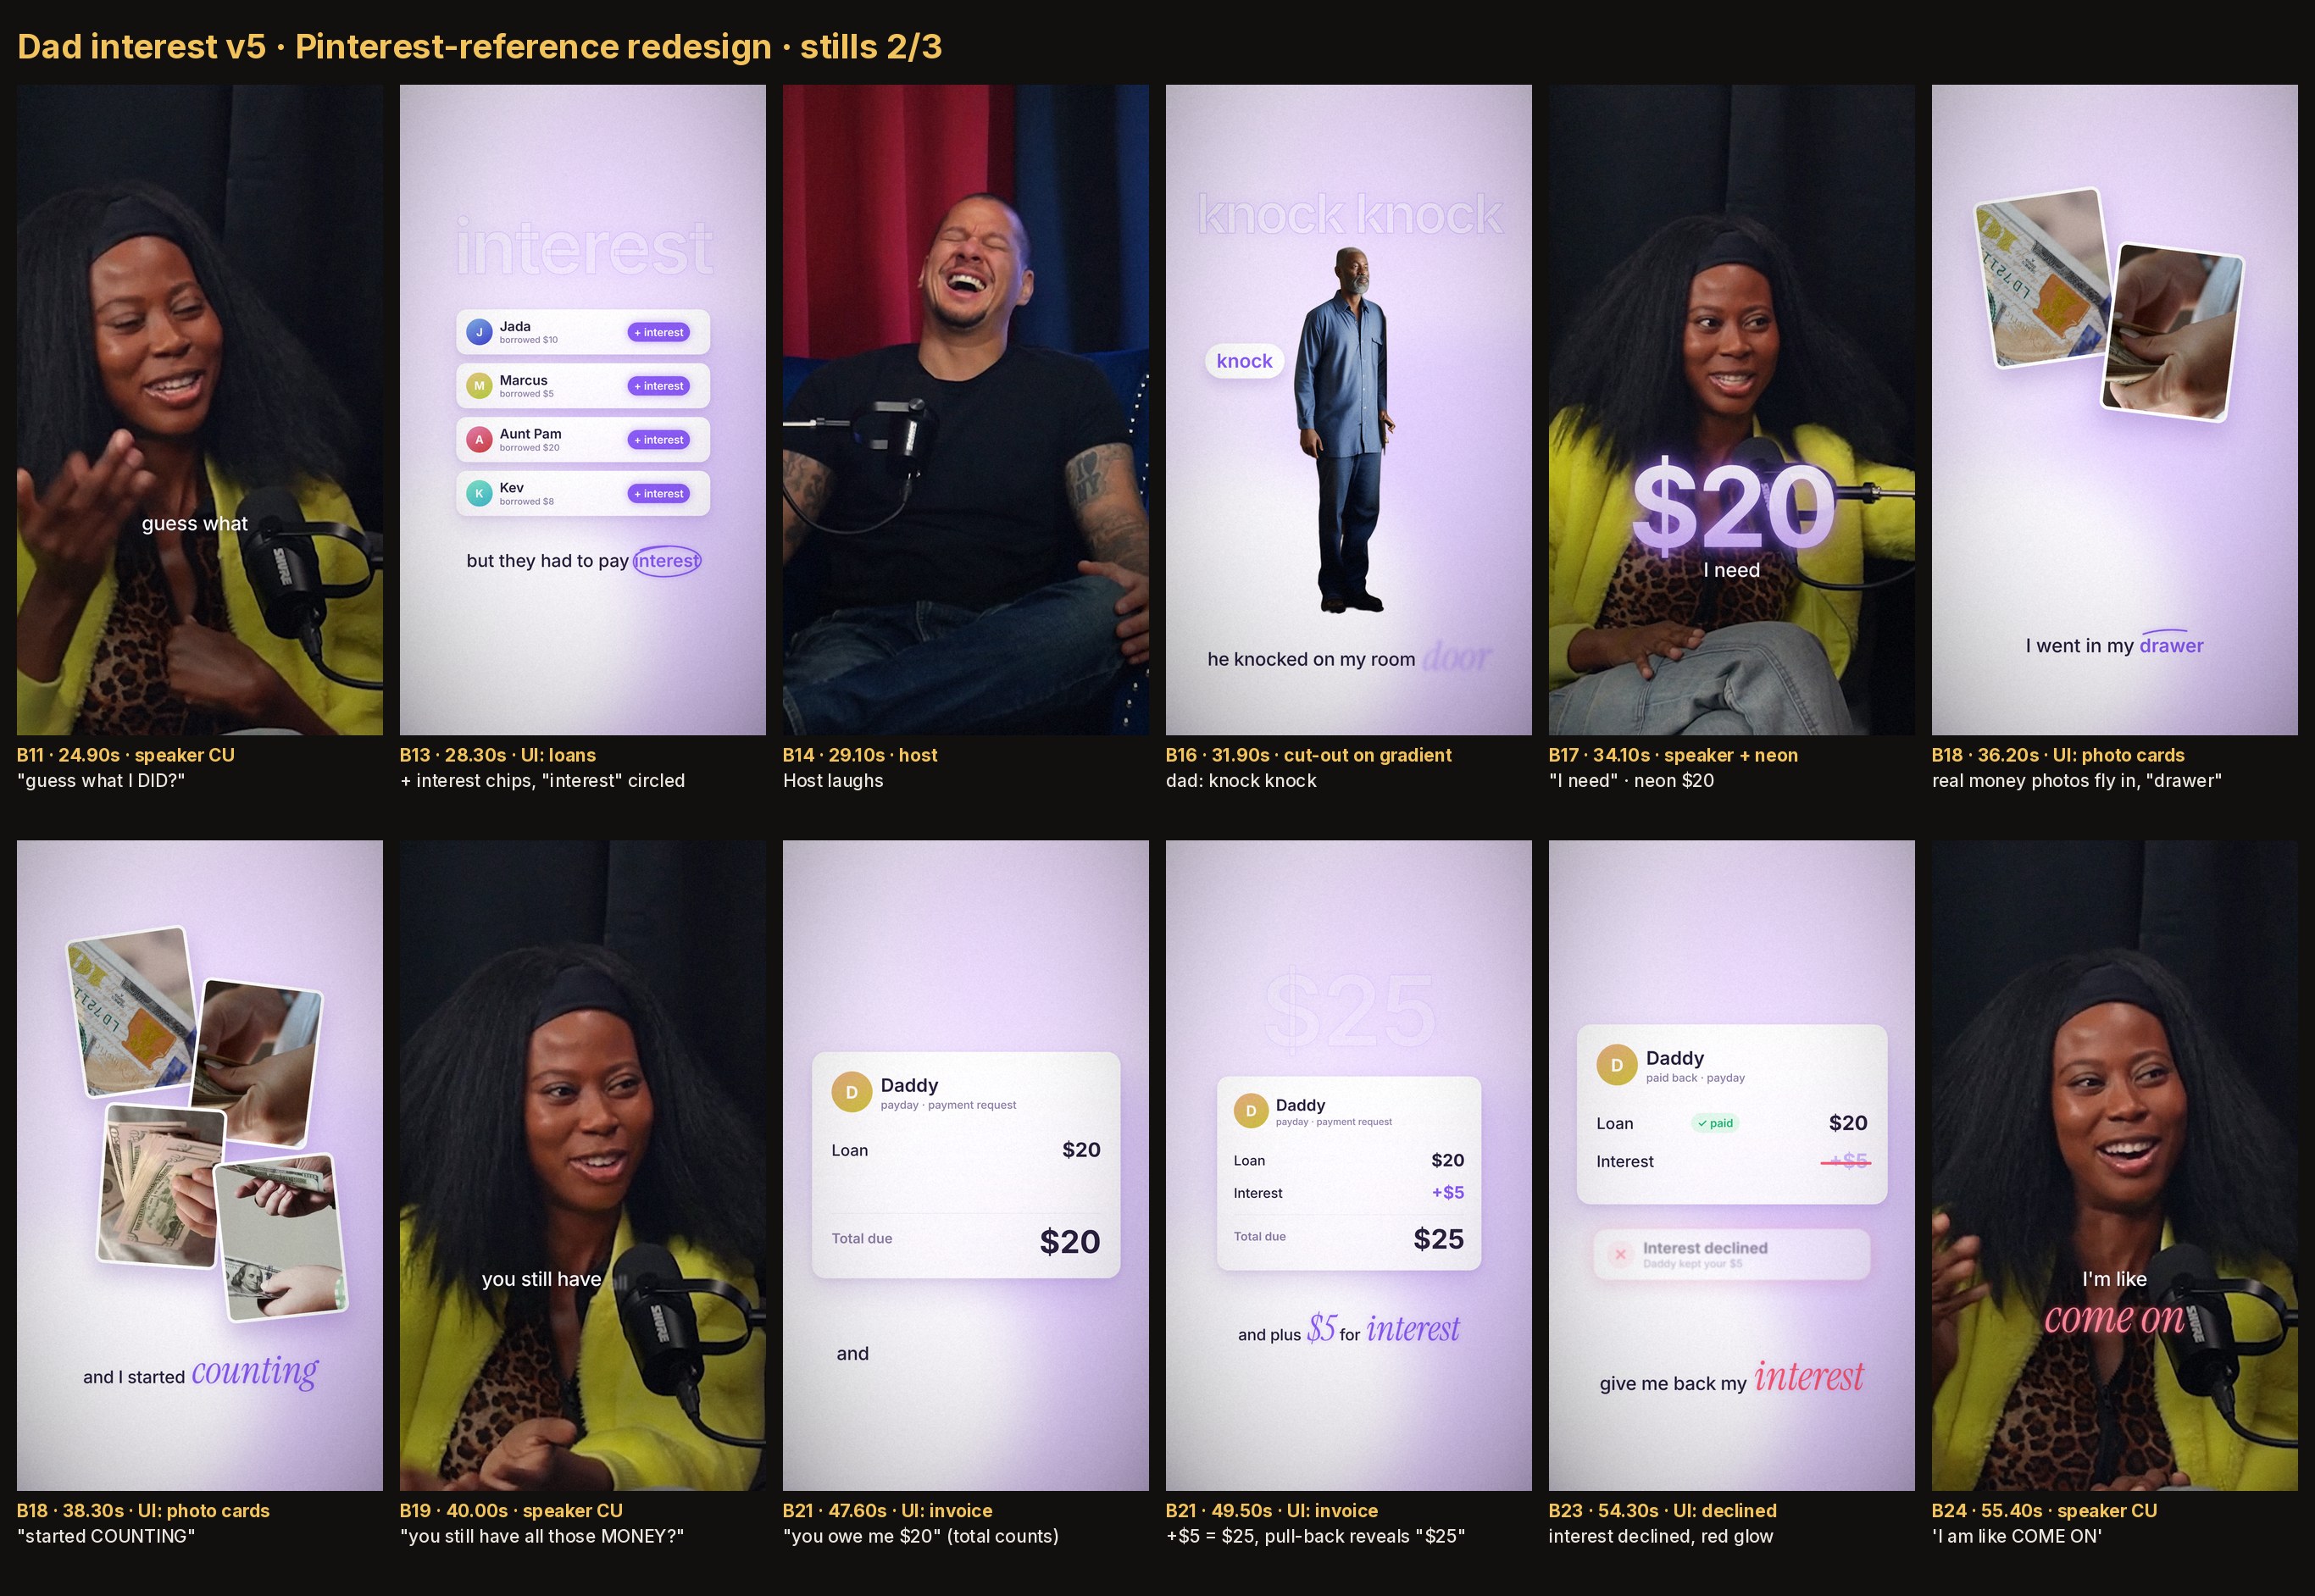 Dad interest v5 · Pinterest-reference redesign · stills 2/3
guess what
SHURE
B11 · 24.90s · speaker CU
"guess what I DID?"
interest
J
Jada
borrowed $10
+ interest
M
Marcus
borrowed $5
+ interest
A
Aunt Pam
borrowed $20
+ interest
K
Kev
borrowed $8
+ interest
but they had to pay interest
B13 · 28.30s · UI: loans
+ interest chips, "interest" circled
B14 · 29.10s · host
Host laughs
knock knock
knock
he knocked on my room door
B16 · 31.90s · cut-out on gradient
dad: knock knock
$20
I need
B17 · 34.10s · speaker + neon
"I need" · neon $20
I went in my drawer
B18 · 36.20s · UI: photo cards
real money photos fly in, "drawer"
and I started counting
B18 · 38.30s · UI: photo cards
"started COUNTING"
you still have all
SHURE
B19 · 40.00s · speaker CU
"you still have all those MONEY?"
D
Daddy
payday · payment request
Loan $20
Total due $20
and
B21 · 47.60s · UI: invoice
"you owe me $20" (total counts)
$25
D
Daddy
payday · payment request
Loan $20
Interest +$5
Total due $25
and plus $5 for interest
B21 · 49.50s · UI: invoice
+$5 = $25, pull-back reveals "$25"
D
Daddy
paid back · payday
Loan ✓ paid $20
Interest +$5
Interest declined
Daddy kept your $5
give me back my interest
B23 · 54.30s · UI: declined
interest declined, red glow
I'm like
come on
SHURE
B24 · 55.40s · speaker CU
'I am like COME ON'